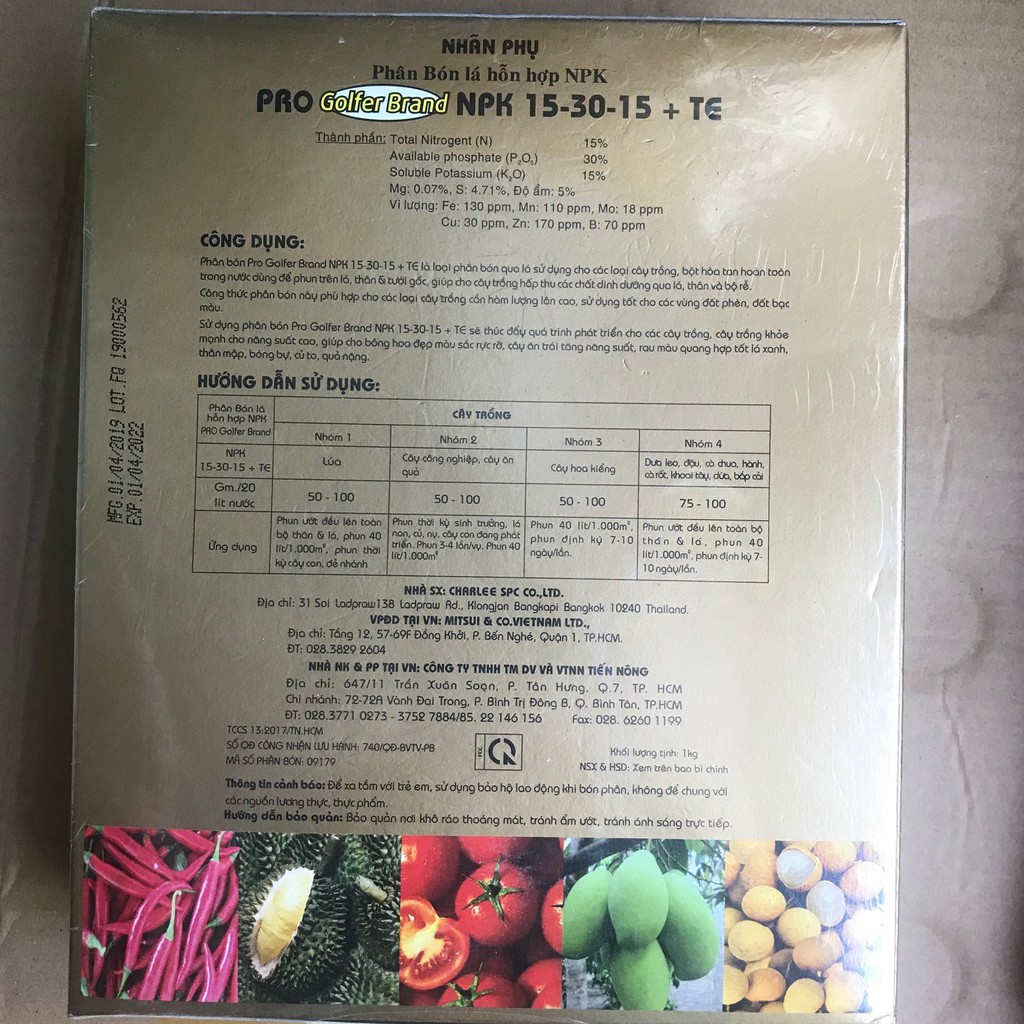 NHÃN PHỤ
Phân Bón lá hỗn hợp NPK
PRO Golfer Brand NPK 15-30-15 + TE
Thành phần: Total Nitrogent (N) 15%
Available phosphate (P₂O₅) 30%
Soluble Potassium (K₂O) 15%
Mg: 0.07%, S: 4.71%, Độ ẩm: 5%
Vi lượng: Fe: 130 ppm, Mn: 110 ppm, Mo: 18 ppm
Cu: 30 ppm, Zn: 170 ppm, B: 70 ppm
CÔNG DỤNG:
Phân bón Pro Golfer Brand NPK 15-30-15 + TE là loại phân bón qua lá sử dụng cho các loại cây trồng, bột hòa tan hoàn toàn
trong nước dùng để phun trên lá, thân & tưới gốc, giúp cho cây trồng hấp thu các chất dinh dưỡng qua lá, thân và bộ rễ.
Công thức phân bón này phù hợp cho các loại cây trồng cần hàm lượng lân cao, sử dụng tốt cho các vùng đất phèn, đất bạc
màu.
Sử dụng phân bón Pro Golfer Brand NPK 15-30-15 + TE sẽ thúc đẩy quá trình phát triển cho các cây trồng, cây trồng khỏe
mạnh cho năng suất cao, giúp cho bông hoa đẹp màu sắc rực rỡ, cây ăn trái tăng năng suất, rau màu quang hợp tốt lá xanh,
thân mập, bóng bự, củ to, quả nặng.
MFG.01/04/2019 LOT.FQ 19000562
EXP.01/04/2022
HƯỚNG DẪN SỬ DỤNG:
Phân Bón lá
hỗn hợp NPK
PRO Golfer Brand
CÂY TRỒNG
Nhóm 1 Nhóm 2 Nhóm 3 Nhóm 4
NPK
15-30-15 + TE
Lúa
Cây công nghiệp, cây ăn
quả
Cây hoa kiểng
Dưa leo, đậu, cà chua, hành,
cà rốt, khoai tây, dứa, bắp cải
Gm./20
lít nước
50 - 100 50 - 100 50 - 100 75 - 100
Ứng dụng
Phun ướt đều lên toàn
bộ thân & lá, phun 40
lít/1.000m², phun thời
kỳ cây con, đẻ nhánh
Phun thời kỳ sinh trưởng, lá
non, củ, nụ, cây con đang phát
triển. Phun 3-4 lần/vụ. Phun 40
lít/1.000m²
Phun 40 lít/1.000m²,
phun định kỳ 7-10
ngày/lần.
Phun ướt đều lên toàn bộ
thân & lá, phun 40
lít/1.000m², phun định kỳ 7-
10 ngày/lần.
NHÀ SX: CHARLEE SPC CO.,LTD.
Địa chỉ: 31 Soi Ladpraw138 Ladpraw Rd., Klongjan Bangkapi Bangkok 10240 Thailand.
VPĐD TẠI VN: MITSUI & CO.VIETNAM LTD.,
Địa chỉ: Tầng 12, 57-69F Đồng Khởi, P. Bến Nghé, Quận 1, TP.HCM.
ĐT: 028.3829 2604
NHÀ NK & PP TẠI VN: CÔNG TY TNHH TM DV VÀ VTNN TIẾN NÔNG
Địa chỉ: 647/11 Trần Xuân Soạn, P. Tân Hưng, Q.7, TP. HCM
Chi nhánh: 72-72A Vành Đai Trong, P. Bình Trị Đông B, Q. Bình Tân, TP.HCM
ĐT: 028.3771 0273 - 3752 7884/85. 22 146 156 Fax: 028. 6260 1199
TCCS 13:2017/TN.HCM
SỐ QĐ CÔNG NHẬN LƯU HÀNH: 740/QĐ-BVTV-PB
MÃ SỐ PHÂN BÓN: 09179
Khối lượng tịnh: 1kg
NSX & HSD: Xem trên bao bì chính
Thông tin cảnh báo: Để xa tầm với trẻ em, sử dụng bảo hộ lao động khi bón phân, không để chung với
các nguồn lương thực, thực phẩm.
Hướng dẫn bảo quản: Bảo quản nơi khô ráo thoáng mát, tránh ẩm ướt, tránh ánh sáng trực tiếp.